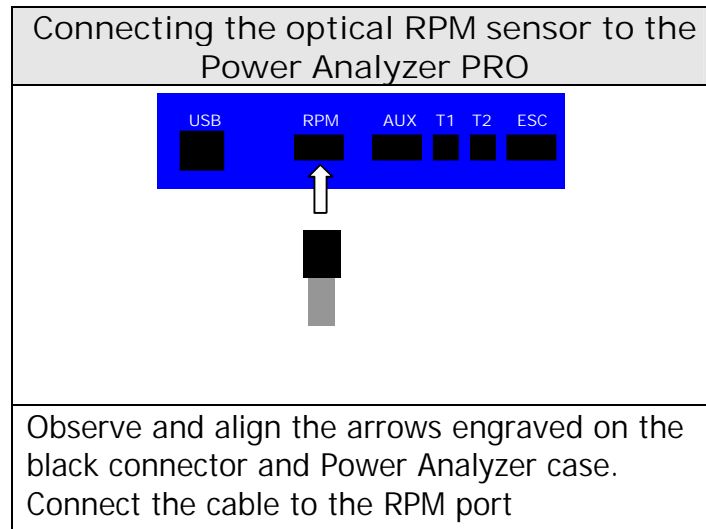 Connecting the optical RPM sensor to the
Power Analyzer PRO
USB RPM AUX T1 T2 ESC
Observe and align the arrows engraved on the
black connector and Power Analyzer case.
Connect the cable to the RPM port